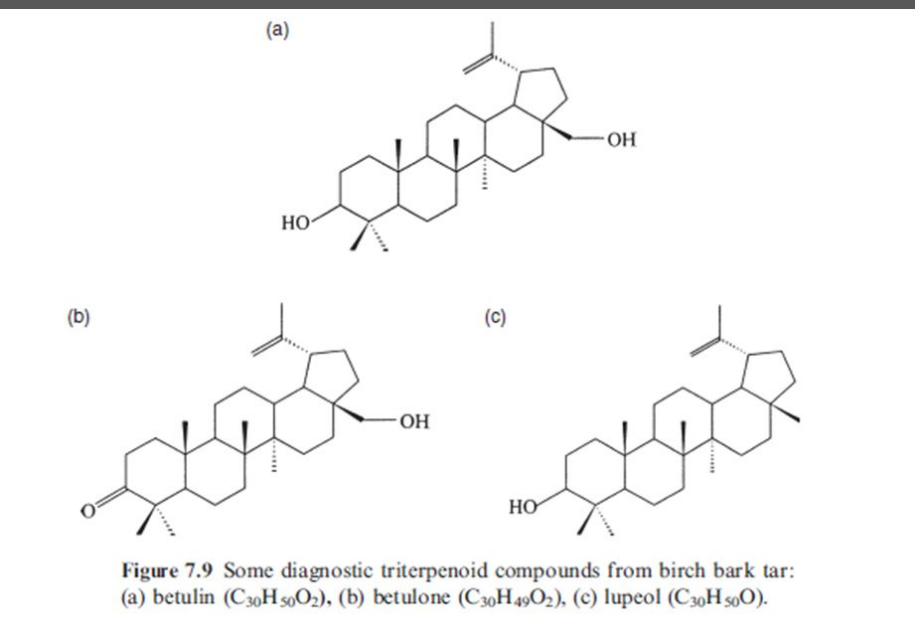 (a)
OH
HO
(b)
(c)
OH
O
HO
Figure 7.9 Some diagnostic triterpenoid compounds from birch bark tar:
(a) betulin (C₃₀H₅₀O₂), (b) betulone (C₃₀H₄₉O₂), (c) lupeol (C₃₀H₅₀O).